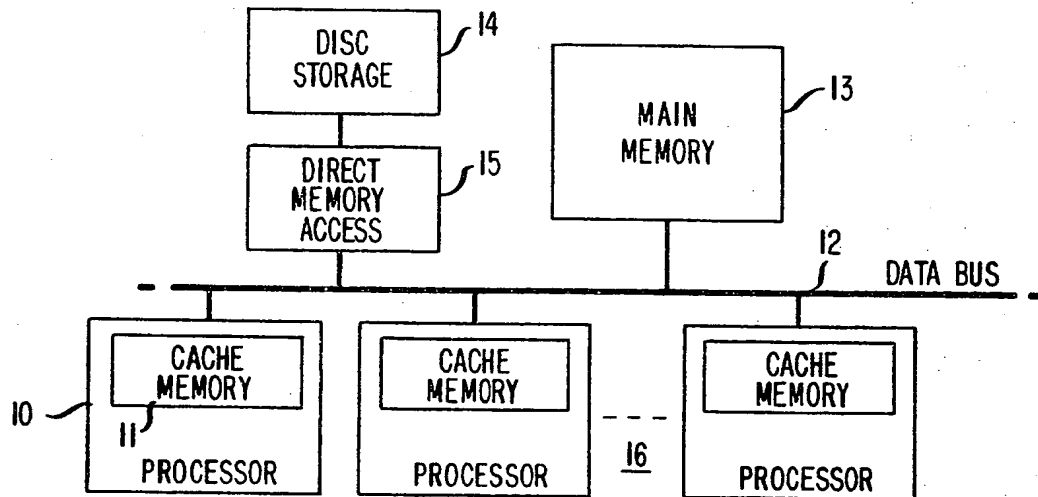 DISC
STORAGE
14
MAIN
MEMORY
13
DIRECT
MEMORY
ACCESS
15
12
DATA BUS
CACHE
MEMORY
10
11
PROCESSOR
CACHE
MEMORY
PROCESSOR
16
CACHE
MEMORY
PROCESSOR